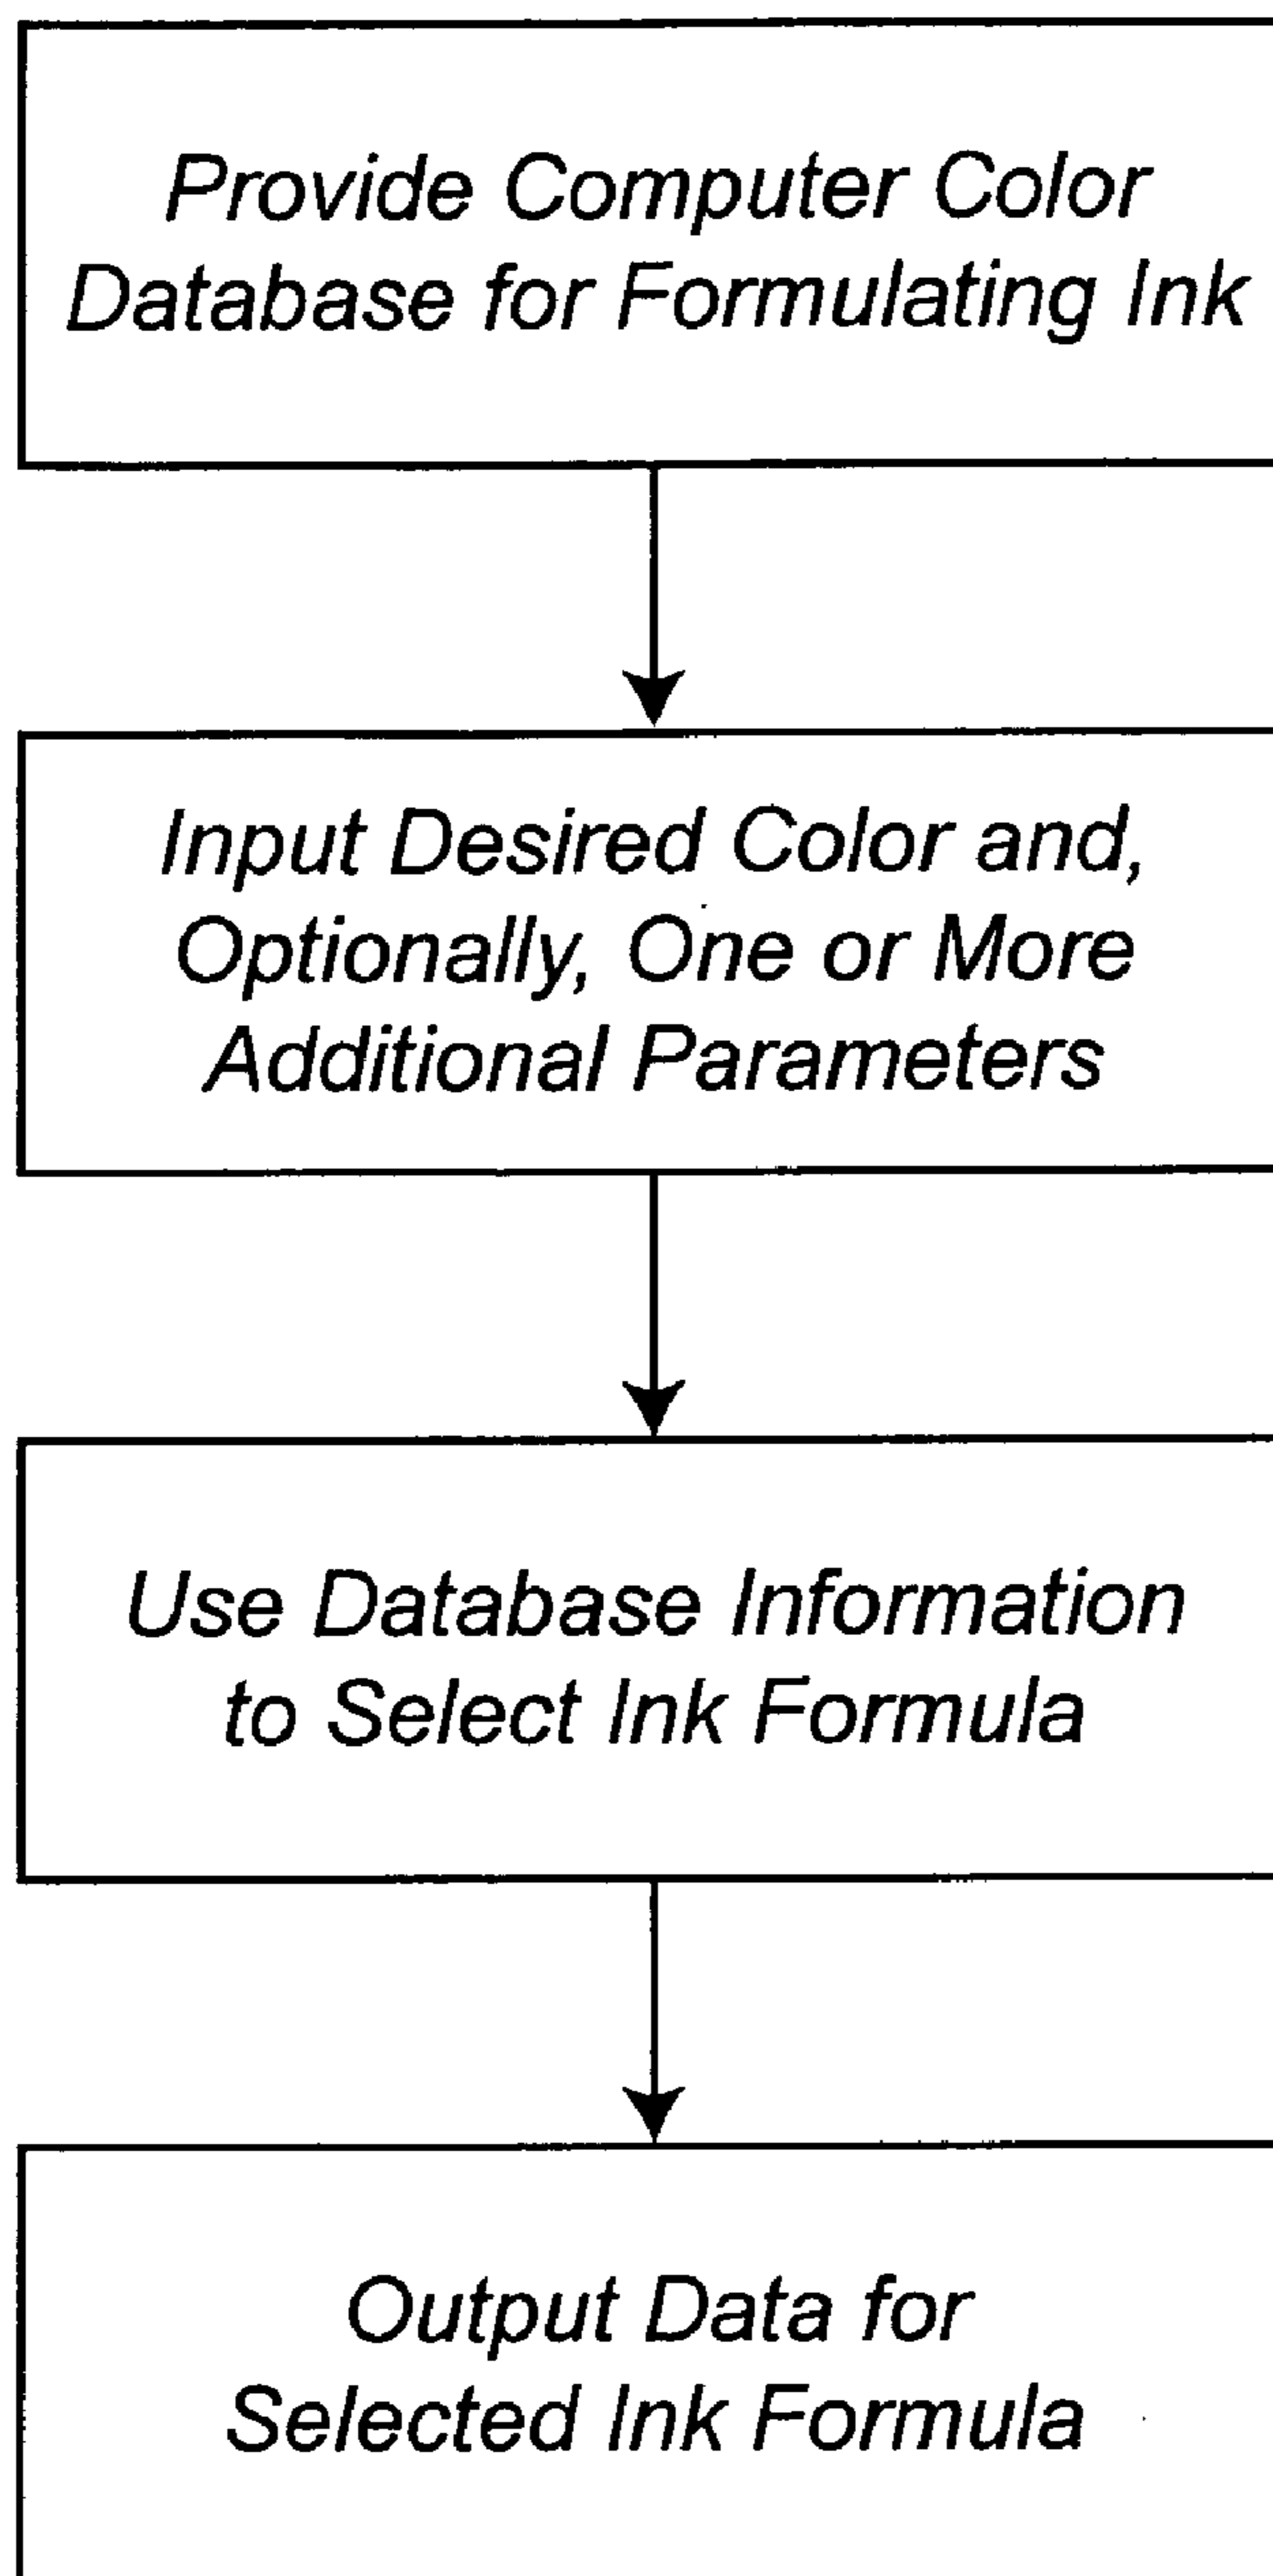 Provide Computer Color
Database for Formulating Ink
Input Desired Color and,
Optionally, One or More
Additional Parameters
Use Database Information
to Select Ink Formula
Output Data for
Selected Ink Formula